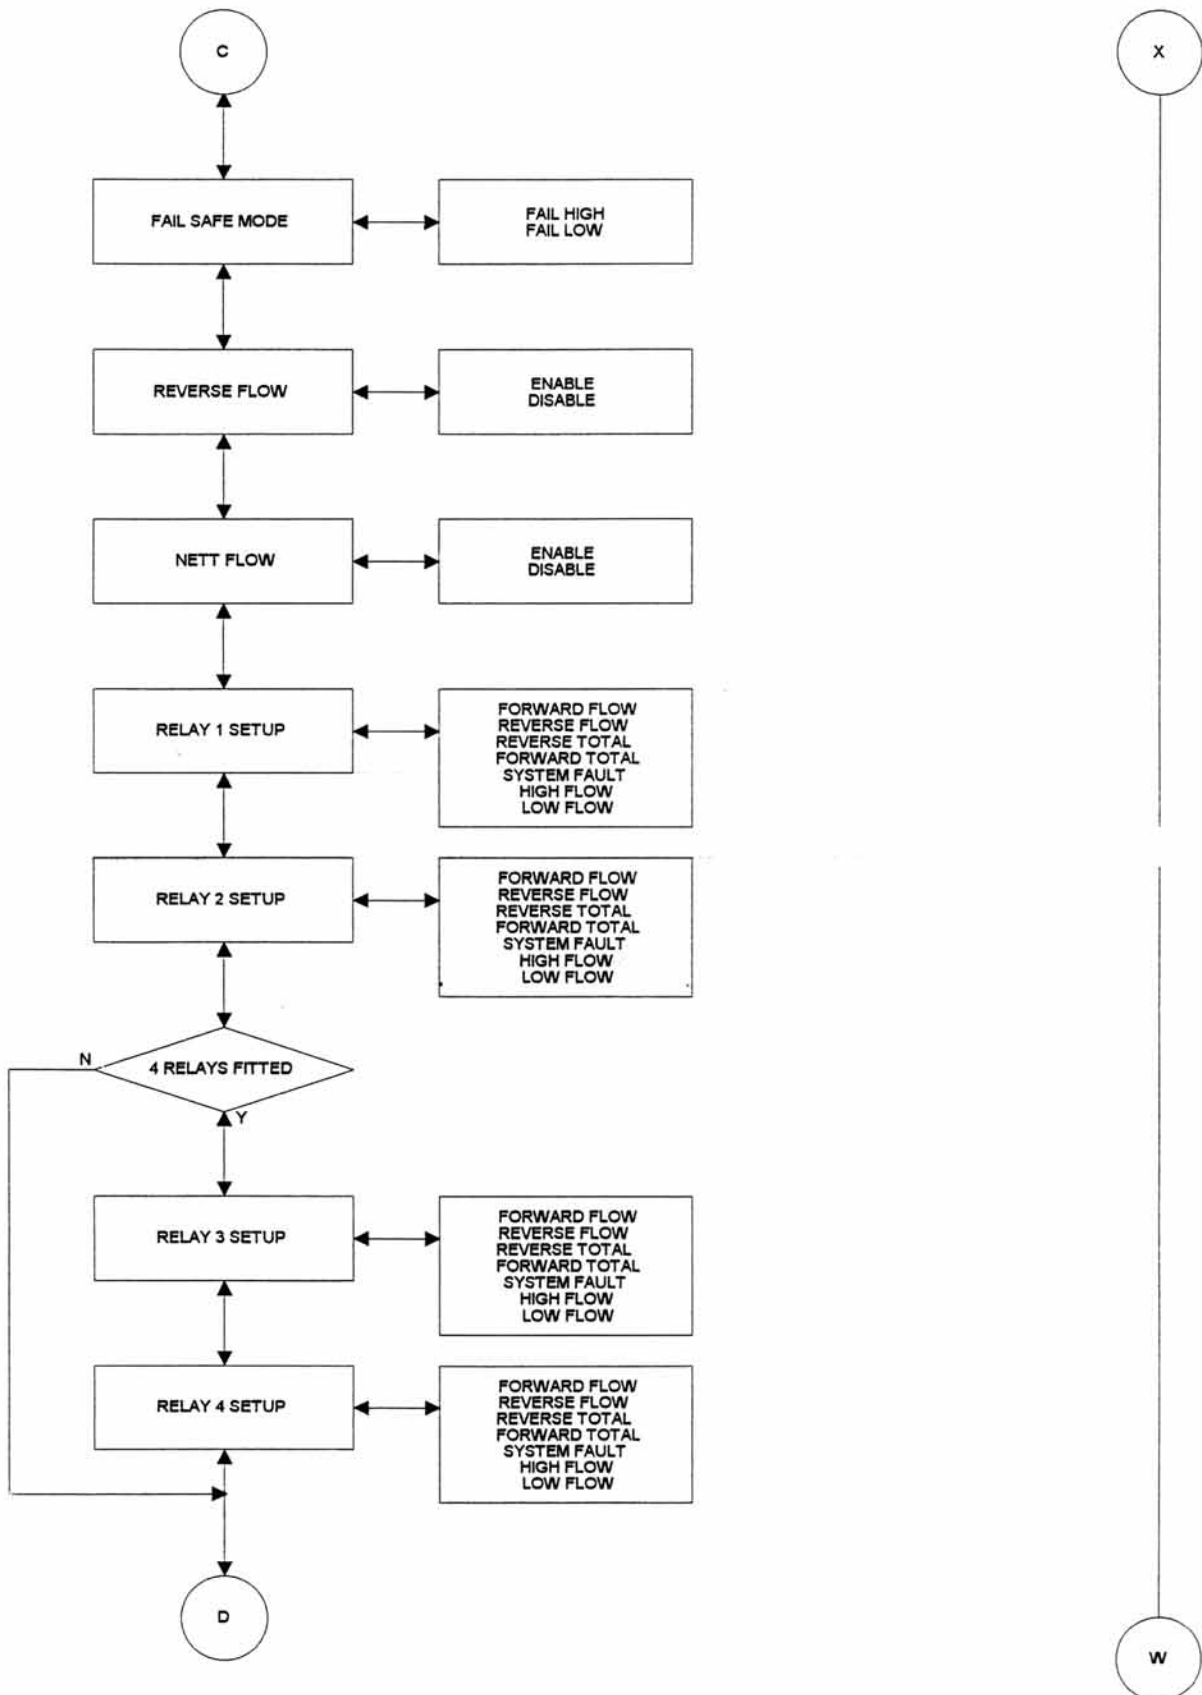 C
X
FAIL SAFE MODE
FAIL HIGH
FAIL LOW
REVERSE FLOW
ENABLE
DISABLE
NETT FLOW
ENABLE
DISABLE
RELAY 1 SETUP
FORWARD FLOW
REVERSE FLOW
REVERSE TOTAL
FORWARD TOTAL
SYSTEM FAULT
HIGH FLOW
LOW FLOW
RELAY 2 SETUP
FORWARD FLOW
REVERSE FLOW
REVERSE TOTAL
FORWARD TOTAL
SYSTEM FAULT
HIGH FLOW
LOW FLOW
N
4 RELAYS FITTED
Y
RELAY 3 SETUP
FORWARD FLOW
REVERSE FLOW
REVERSE TOTAL
FORWARD TOTAL
SYSTEM FAULT
HIGH FLOW
LOW FLOW
RELAY 4 SETUP
FORWARD FLOW
REVERSE FLOW
REVERSE TOTAL
FORWARD TOTAL
SYSTEM FAULT
HIGH FLOW
LOW FLOW
D
W